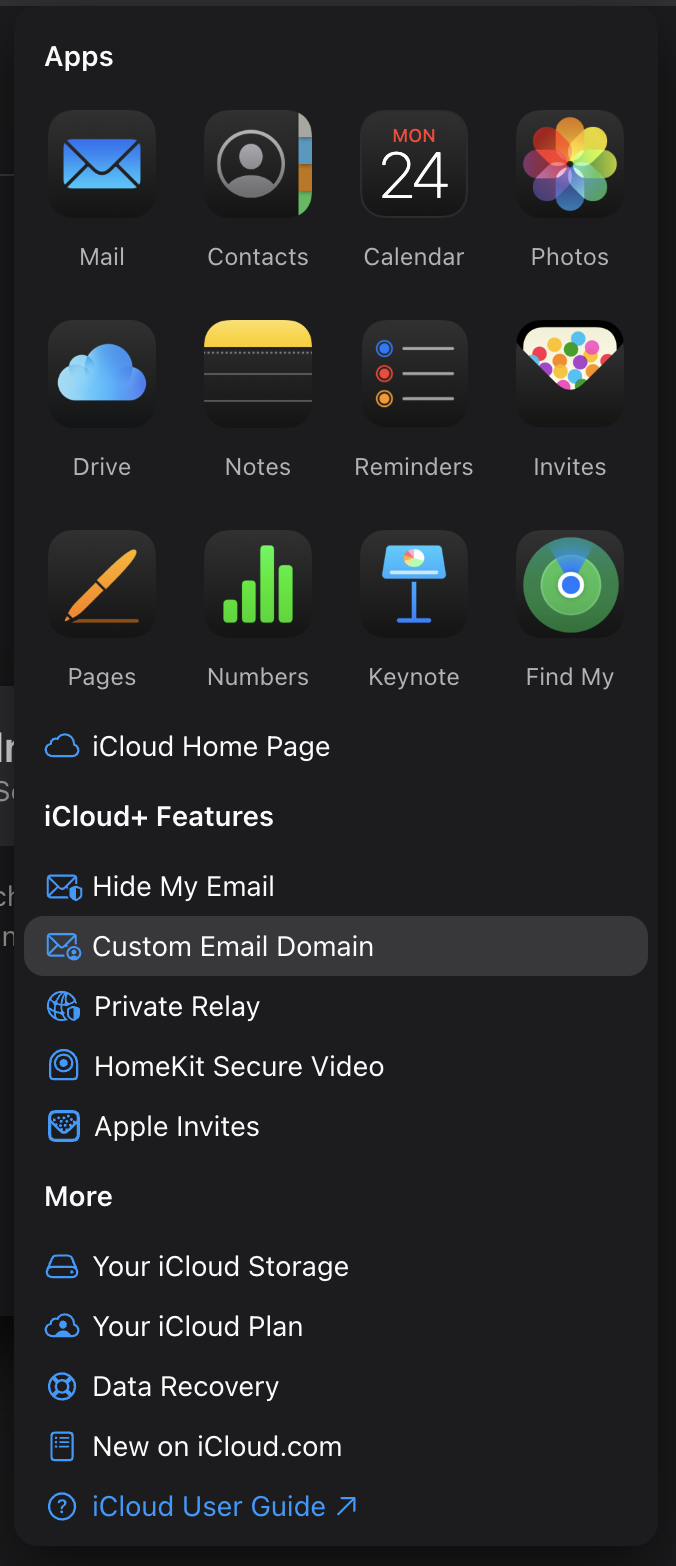 Apps
MON
24
Mail
Contacts
Calendar
Photos
Drive
Notes
Reminders
Invites
Pages
Numbers
Keynote
Find My
iCloud Home Page
iCloud+ Features
Hide My Email
Custom Email Domain
Private Relay
HomeKit Secure Video
Apple Invites
More
Your iCloud Storage
Your iCloud Plan
Data Recovery
New on iCloud.com
iCloud User Guide ↗